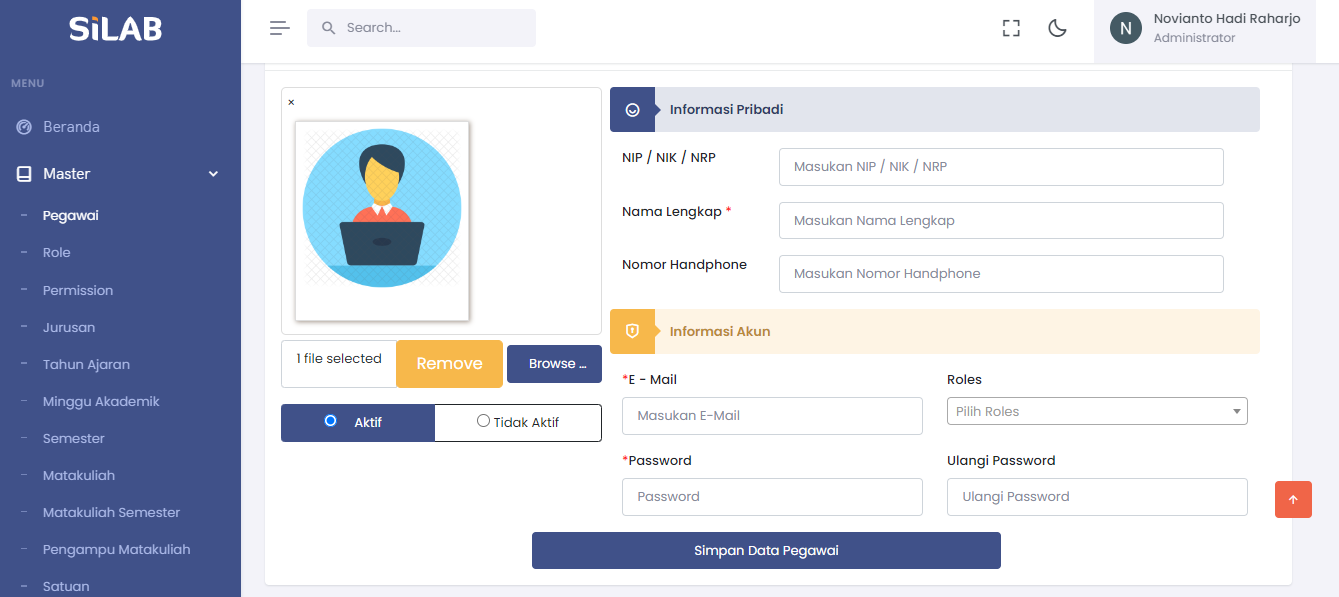 SiLAB
Search...
N
Novianto Hadi Raharjo
Administrator
MENU
Beranda
Master
Pegawai
Role
Permission
Jurusan
Tahun Ajaran
Minggu Akademik
Semester
Matakuliah
Matakuliah Semester
Pengampu Matakuliah
Satuan
×
1 file selected
Remove
Browse ...
Aktif
Tidak Aktif
Informasi Pribadi
NIP / NIK / NRP
Masukan NIP / NIK / NRP
Nama Lengkap *
Masukan Nama Lengkap
Nomor Handphone
Masukan Nomor Handphone
Informasi Akun
*E - Mail
Masukan E-Mail
Roles
Pilih Roles
*Password
Password
Ulangi Password
Ulangi Password
Simpan Data Pegawai